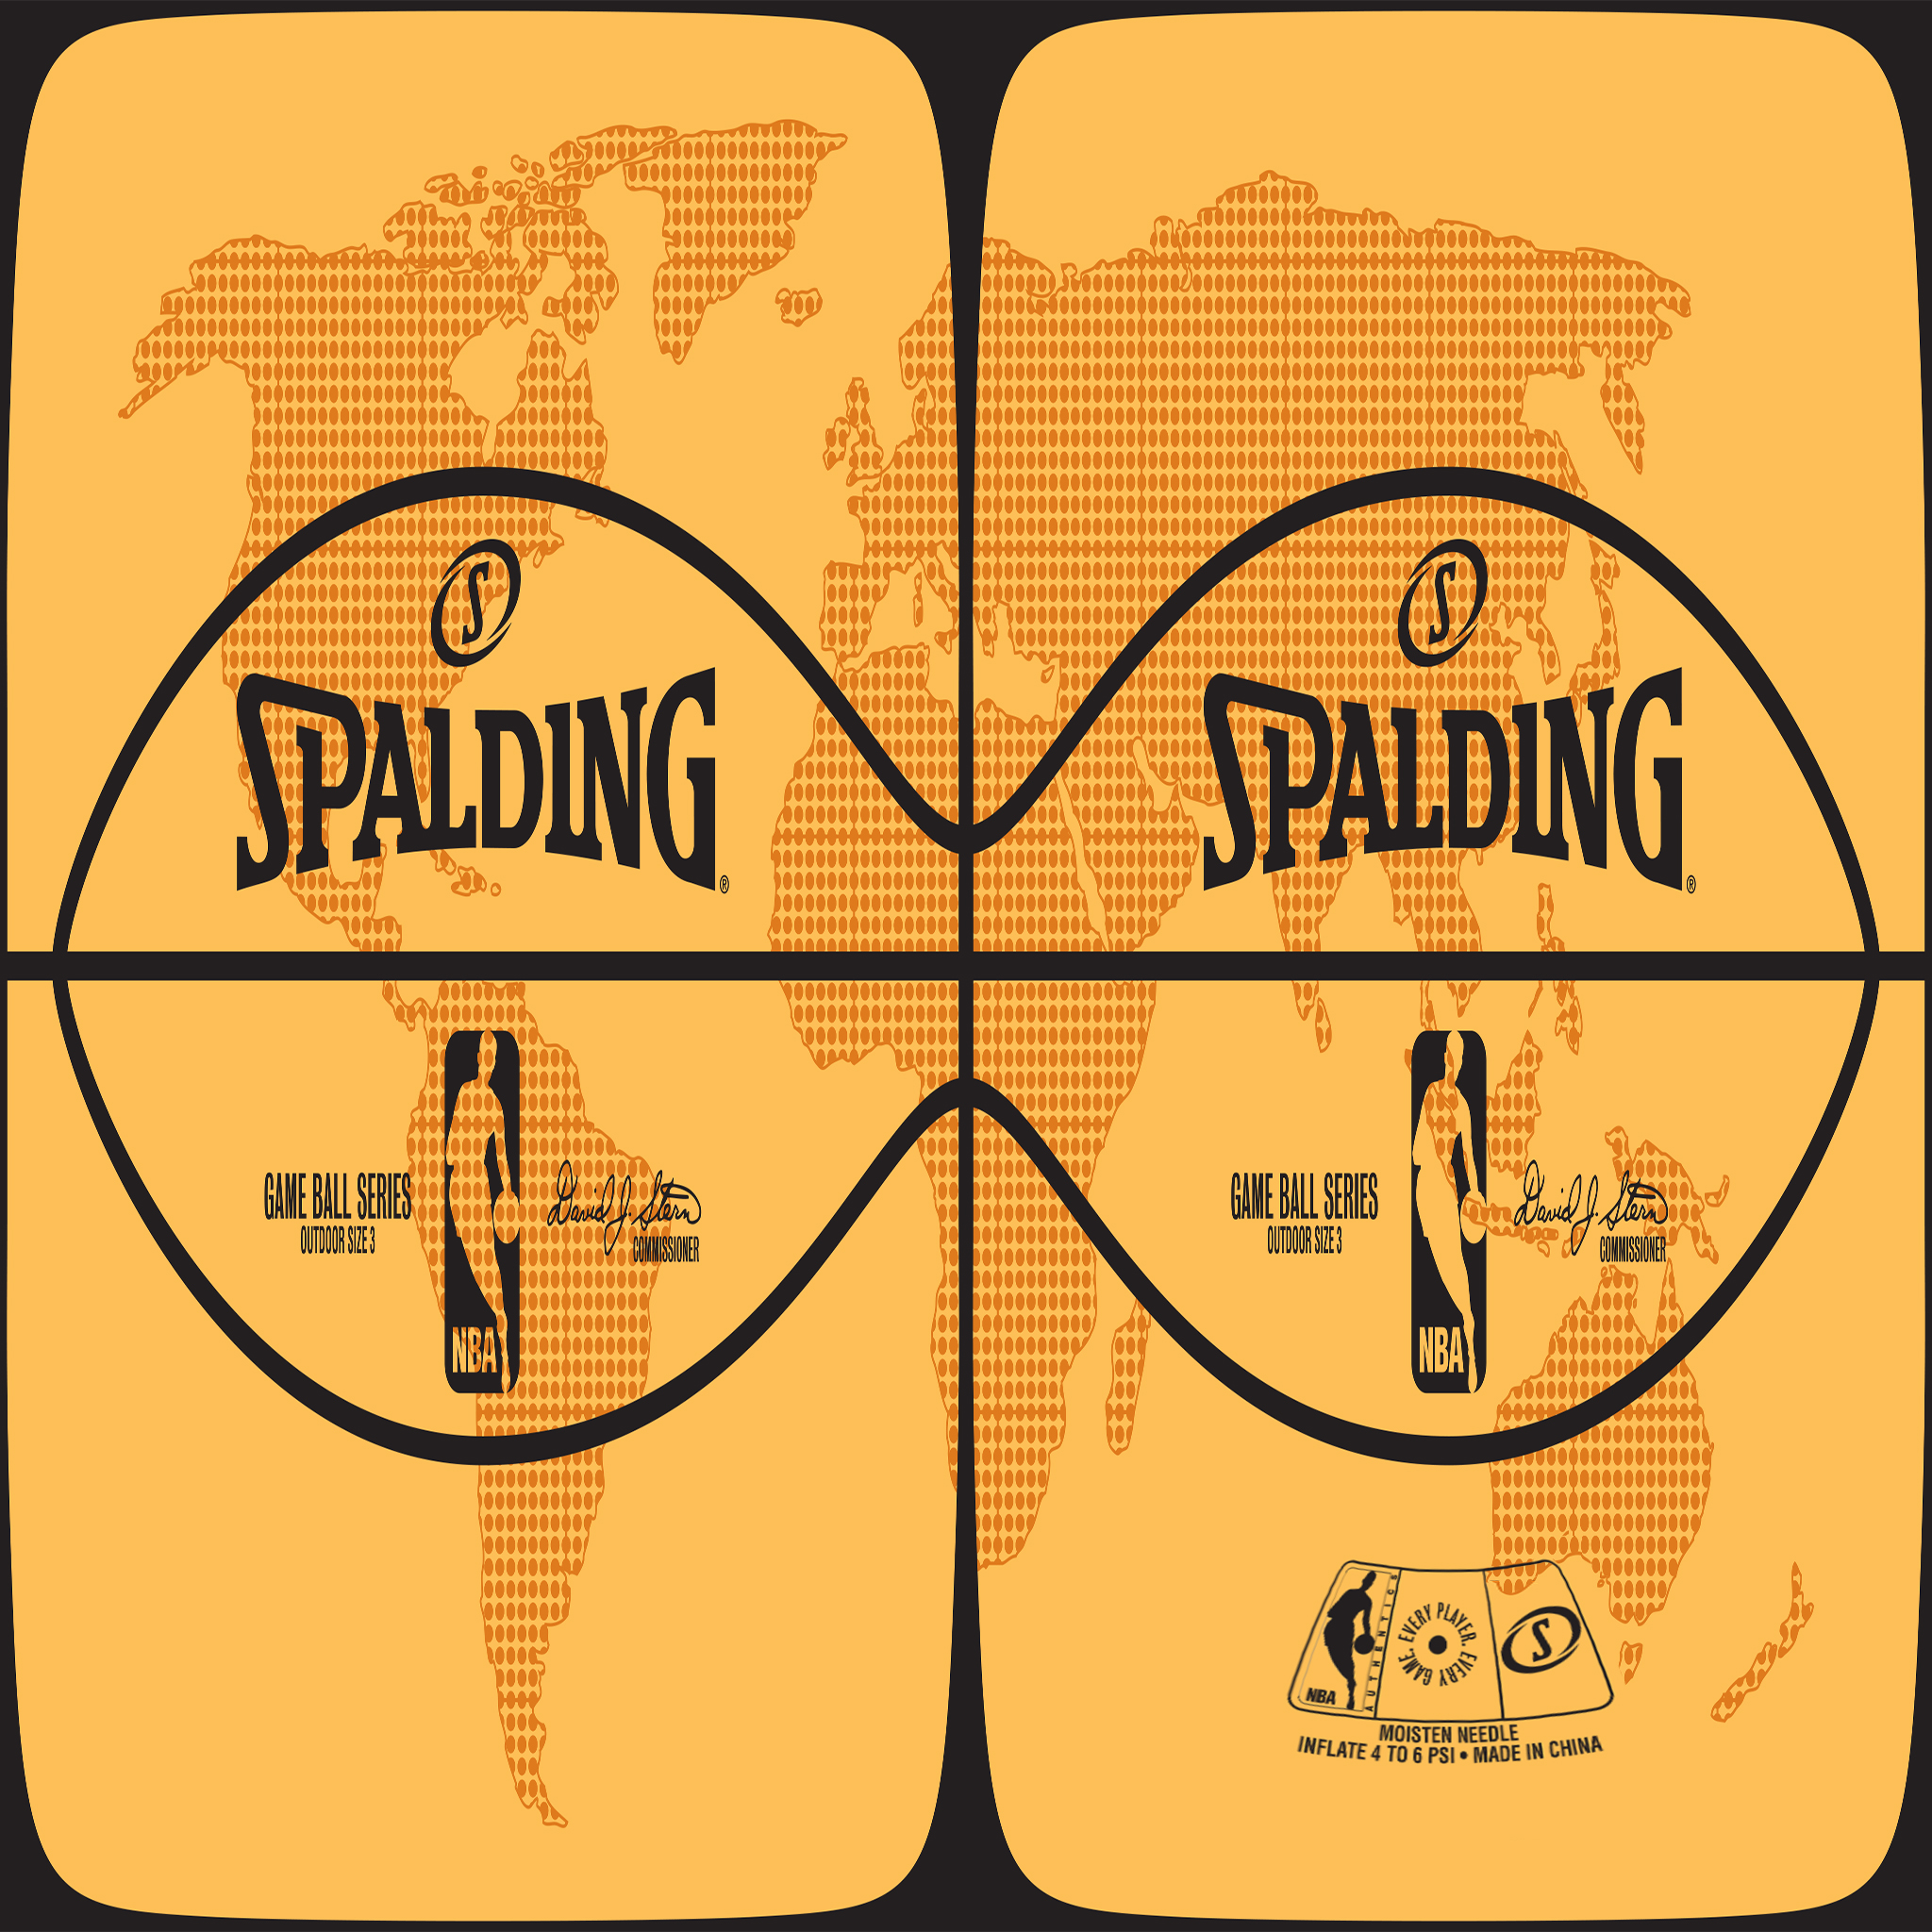 S
SPALDING®
S
SPALDING®
GAME BALL SERIES
OUTDOOR SIZE 3
NBA
David J. Stern
COMMISSIONER
GAME BALL SERIES
OUTDOOR SIZE 3
NBA
David J. Stern
COMMISSIONER
NBA
AUTHENTICS
EVERY PLAYER. EVERY GAME.
S
MOISTEN NEEDLE
INFLATE 4 TO 6 PSI • MADE IN CHINA